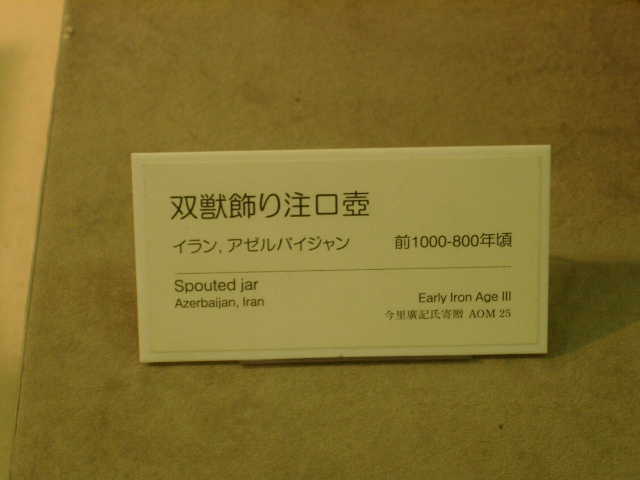 双獣飾り注口壺
イラン, アゼルバイジャン 前1000-800年頃
Spouted jar
Azerbaijan, Iran
Early Iron Age III
今里廣記氏寄贈 AOM 25